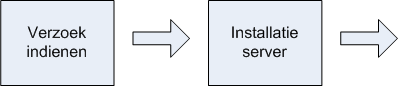 Verzoek
indienen
Installatie
server